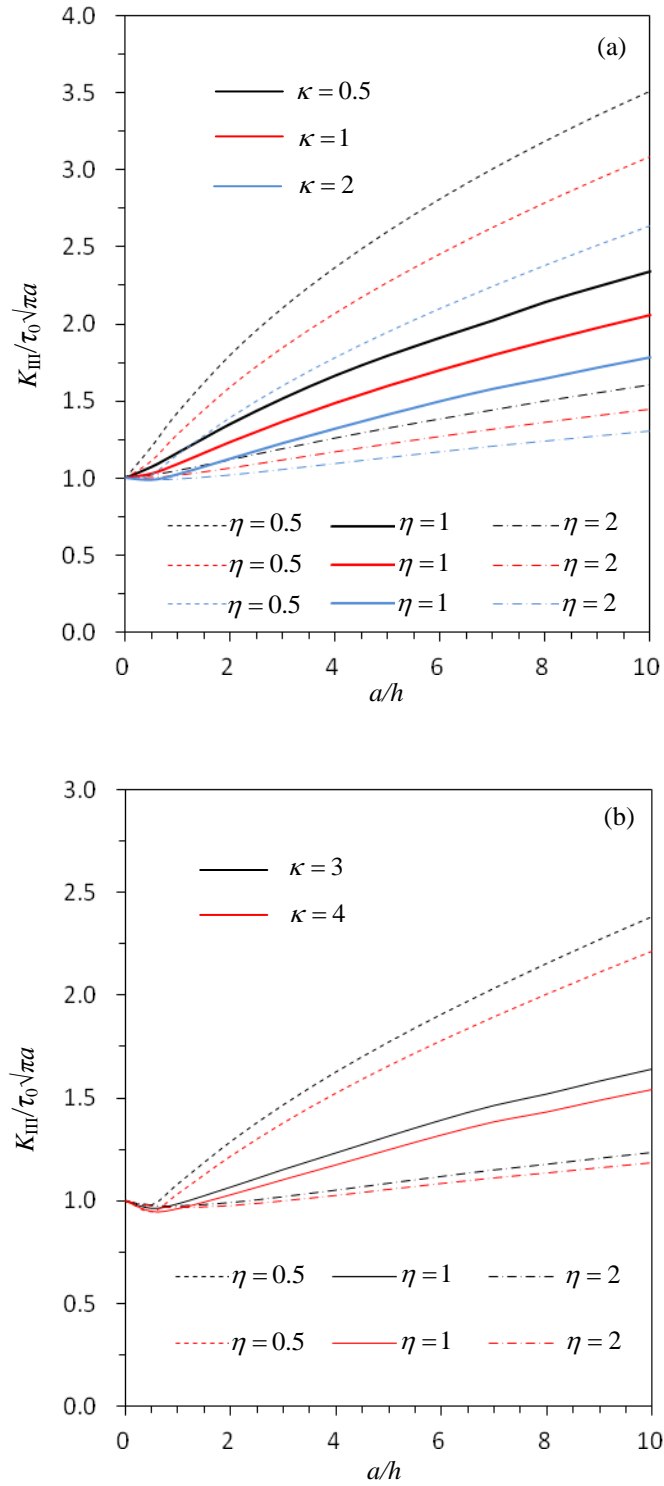 (a)
4.0
3.5
3.0
2.5
2.0
1.5
1.0
0.5
0.0
K_III/τ₀√πa
κ = 0.5
κ = 1
κ = 2
η = 0.5 η = 1 η = 2
η = 0.5 η = 1 η = 2
η = 0.5 η = 1 η = 2
0 2 4 6 8 10
a/h
(b)
3.0
2.5
2.0
1.5
1.0
0.5
0.0
K_III/τ₀√πa
κ = 3
κ = 4
η = 0.5 η = 1 η = 2
η = 0.5 η = 1 η = 2
0 2 4 6 8 10
a/h